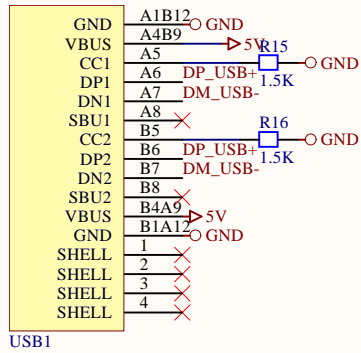 GND A1B12 GND
VBUS A4B9 5V
CC1 A5 R15 1.5K GND
DP1 A6 DP_USB+
DN1 A7 DM_USB-
SBU1 A8
CC2 B5 R16 1.5K GND
DP2 B6 DP_USB+
DN2 B7 DM_USB-
SBU2 B8
VBUS B4A9 5V
GND B1A12 GND
SHELL 1
SHELL 2
SHELL 3
SHELL 4
USB1